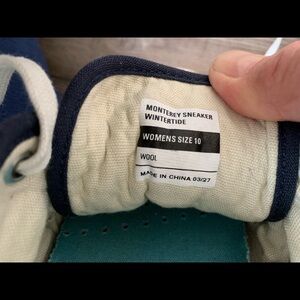 MONTEREY SNEAKER
WINTERTIDE
WOMENS SIZE 10
WOOL
MADE IN CHINA 03/27